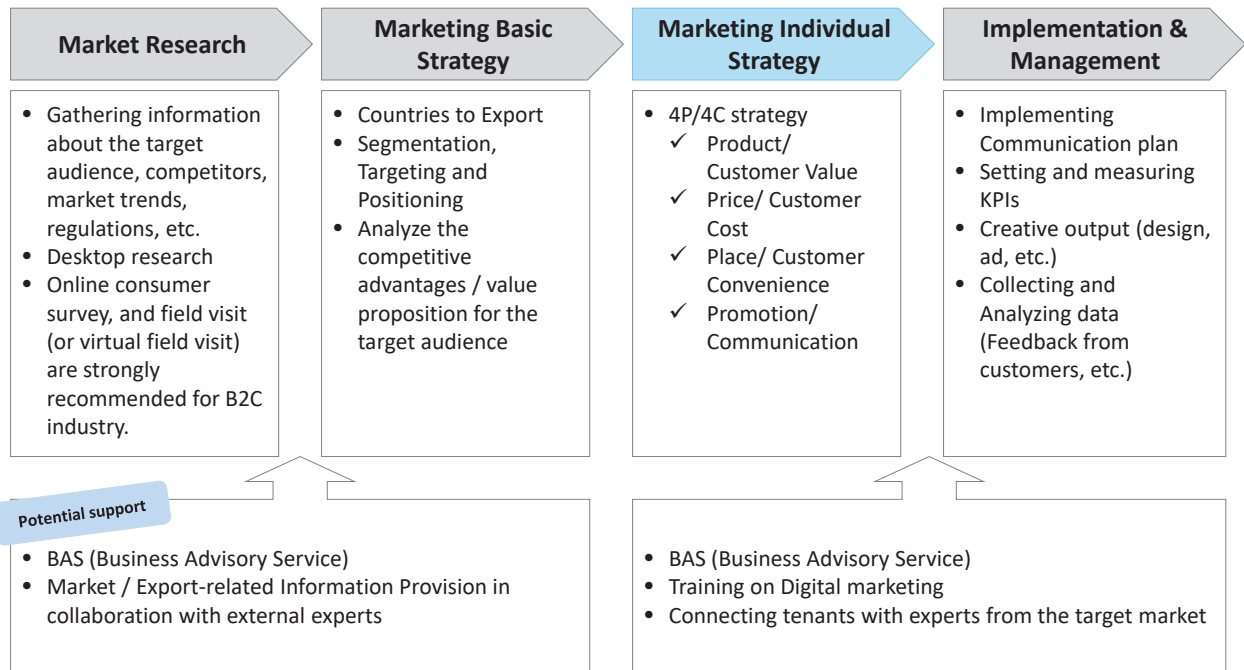 Market Research
Marketing Basic
Strategy
Marketing Individual
Strategy
Implementation &
Management
• Gathering information
about the target
audience, competitors,
market trends,
regulations, etc.
• Desktop research
• Online consumer
survey, and field visit
(or virtual field visit)
are strongly
recommended for B2C
industry.
• Countries to Export
• Segmentation,
Targeting and
Positioning
• Analyze the
competitive
advantages / value
proposition for the
target audience
• 4P/4C strategy
✓ Product/
Customer Value
✓ Price/ Customer
Cost
✓ Place/ Customer
Convenience
✓ Promotion/
Communication
• Implementing
Communication plan
• Setting and measuring
KPIs
• Creative output (design,
ad, etc.)
• Collecting and
Analyzing data
(Feedback from
customers, etc.)
Potential support
• BAS (Business Advisory Service)
• Market / Export-related Information Provision in
collaboration with external experts
• BAS (Business Advisory Service)
• Training on Digital marketing
• Connecting tenants with experts from the target market